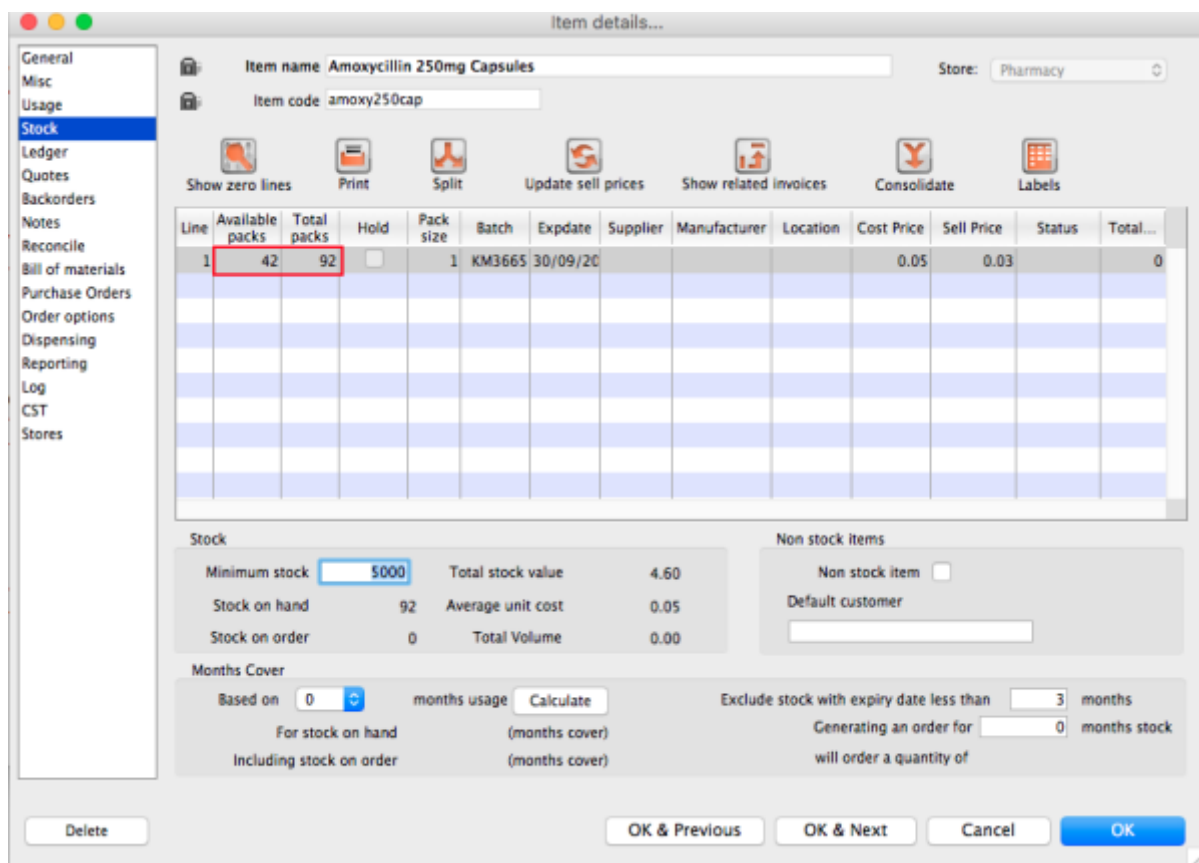 Item details...
General
Misc
Usage
Stock
Ledger
Quotes
Backorders
Notes
Reconcile
Bill of materials
Purchase Orders
Order options
Dispensing
Reporting
Log
CST
Stores
Item name Amoxycillin 250mg Capsules
Store: Pharmacy
Item code amoxy250cap
Show zero lines Print Split Update sell prices Show related invoices Consolidate Labels
Line Available packs Total packs Hold Pack size Batch Expdate Supplier Manufacturer Location Cost Price Sell Price Status Total...
1 42 92 1 KM3665 30/09/20 0.05 0.03 0
Stock
Minimum stock 5000 Total stock value 4.60
Stock on hand 92 Average unit cost 0.05
Stock on order 0 Total Volume 0.00
Non stock items
Non stock item
Default customer
Months Cover
Based on 0 months usage Calculate
For stock on hand (months cover)
Including stock on order (months cover)
Exclude stock with expiry date less than 3 months
Generating an order for 0 months stock
will order a quantity of
Delete OK & Previous OK & Next Cancel OK